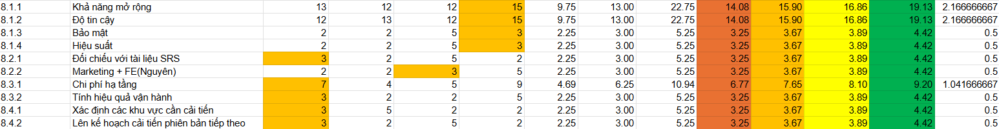 8.1.1 Khả năng mở rộng 13 12 12 15 9.75 13.00 22.75 14.08 15.90 16.86 19.13 2.166666667
8.1.2 Độ tin cậy 12 13 12 15 9.75 13.00 22.75 14.08 15.90 16.86 19.13 2.166666667
8.1.3 Bảo mật 2 2 5 3 2.25 3.00 5.25 3.25 3.67 3.89 4.42 0.5
8.1.4 Hiệu suất 2 2 5 3 2.25 3.00 5.25 3.25 3.67 3.89 4.42 0.5
8.2.1 Đối chiếu với tài liệu SRS 3 2 5 2 2.25 3.00 5.25 3.25 3.67 3.89 4.42 0.5
8.2.2 Marketing + FE(Nguyên) 2 2 3 5 2.25 3.00 5.25 3.25 3.67 3.89 4.42 0.5
8.3.1 Chi phí hạ tầng 7 4 5 9 4.69 6.25 10.94 6.77 7.65 8.10 9.20 1.041666667
8.3.2 Tính hiệu quả vận hành 3 2 2 5 2.25 3.00 5.25 3.25 3.67 3.89 4.42 0.5
8.4.1 Xác định các khu vực cần cải tiến 3 5 2 2 2.25 3.00 5.25 3.25 3.67 3.89 4.42 0.5
8.4.2 Lên kế hoạch cải tiến phiên bản tiếp theo 3 2 5 2 2.25 3.00 5.25 3.25 3.67 3.89 4.42 0.5